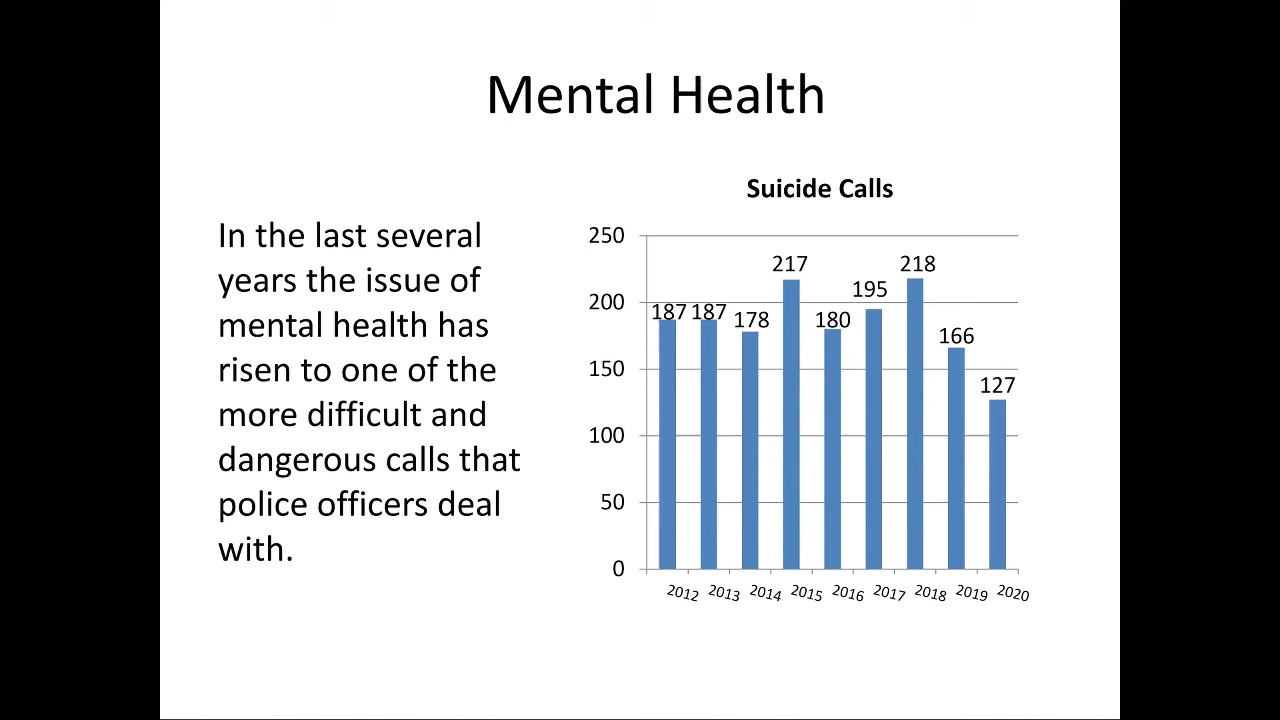 Mental Health
In the last several
years the issue of
mental health has
risen to one of the
more difficult and
dangerous calls that
police officers deal
with.
Suicide Calls
250
200
150
100
50
0
187
187
178
217
180
195
218
166
127
2012
2013
2014
2015
2016
2017
2018
2019
2020